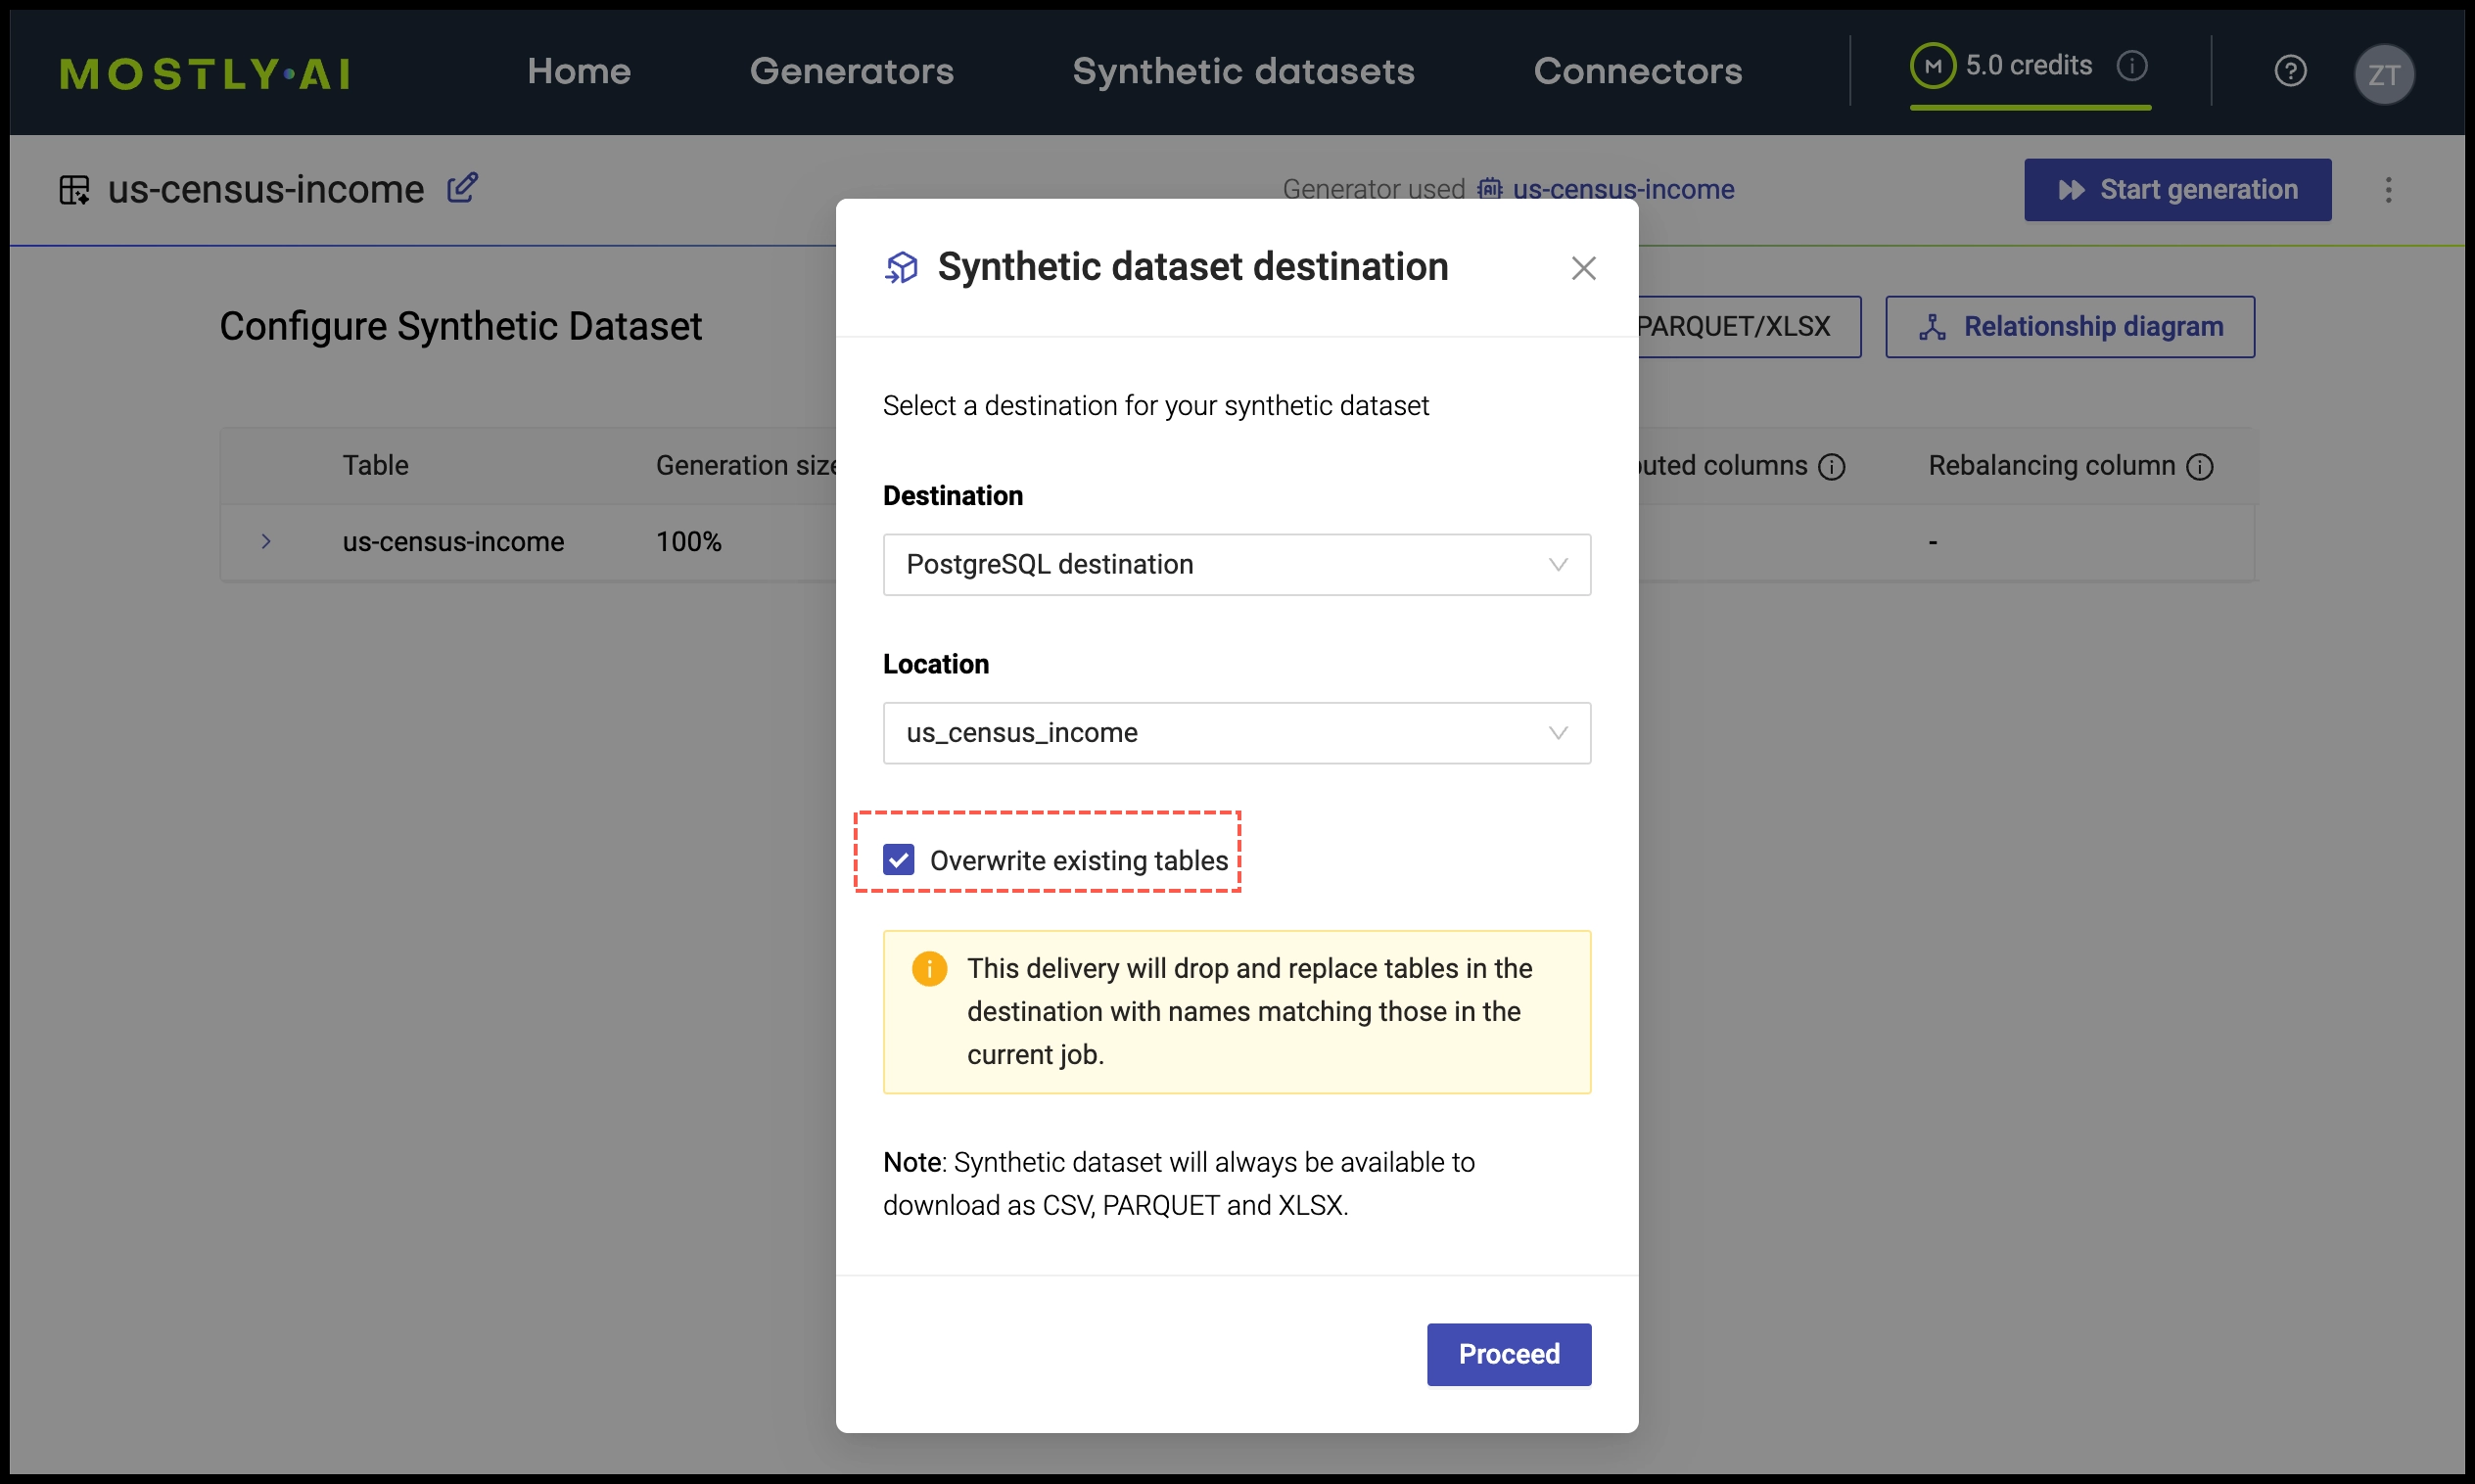 MOSTLY·AI Home Generators Synthetic datasets Connectors M 5.0 credits ZT
us-census-income Generator used us-census-income Start generation
Synthetic dataset destination
Configure Synthetic Dataset PARQUET/XLSX Relationship diagram
Select a destination for your synthetic dataset
Table Generation size columns Rebalancing column
Destination
us-census-income 100% -
PostgreSQL destination
Location
us_census_income
Overwrite existing tables
This delivery will drop and replace tables in the
destination with names matching those in the
current job.
Note: Synthetic dataset will always be available to
download as CSV, PARQUET and XLSX.
Proceed